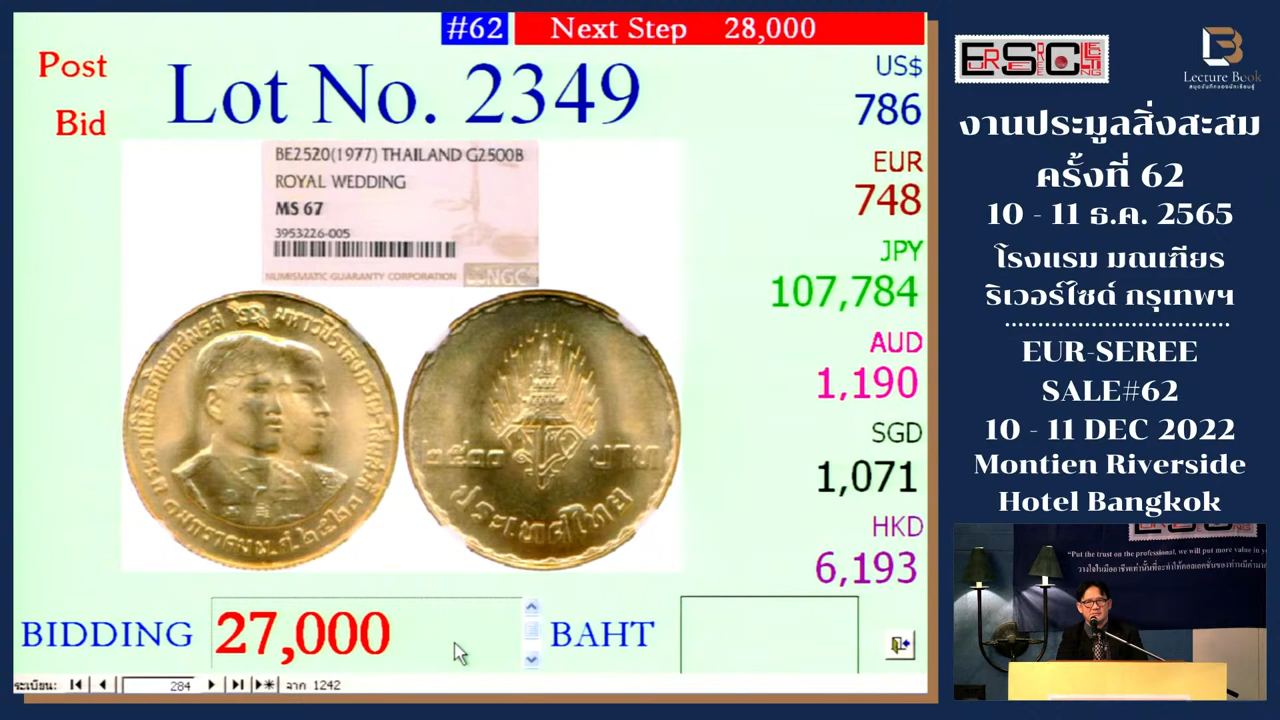 #62
Next Step 28,000
Post
Bid
Lot No. 2349
BE2520(1977) THAILAND G2500B
ROYAL WEDDING
MS 67
3953226-005
NUMISMATIC GUARANTY CORPORATION
NGC
๒๕๐๐ บาท
ประเทศไทย
US$
786
EUR
748
JPY
107,784
AUD
1,190
SGD
1,071
HKD
6,193
BIDDING 27,000 BAHT
ระเบียน: 284 จาก 1242
Lecture Book
งานประมูลสิ่งสะสม
ครั้งที่ 62
10 - 11 ธ.ค. 2565
โรงแรม มณเฑียร
ริเวอร์ไซด์ กรุงเทพฯ
EUR-SEREE
SALE#62
10 - 11 DEC 2022
Montien Riverside
Hotel Bangkok
"Put the trust on the professional, we will put more value in